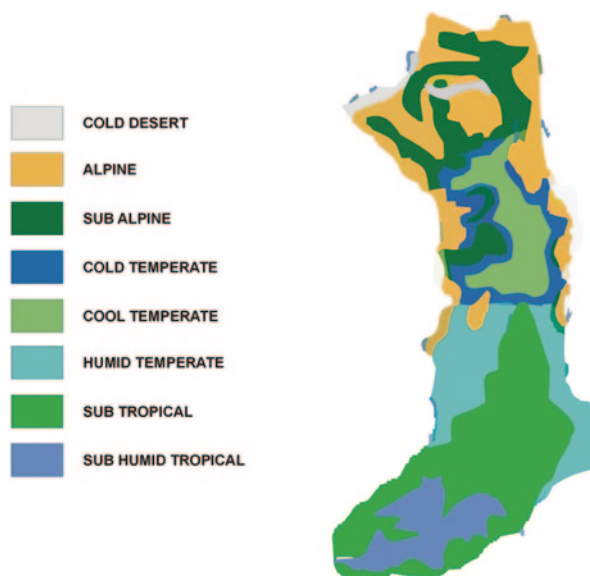 COLD DESERT
ALPINE
SUB ALPINE
COLD TEMPERATE
COOL TEMPERATE
HUMID TEMPERATE
SUB TROPICAL
SUB HUMID TROPICAL